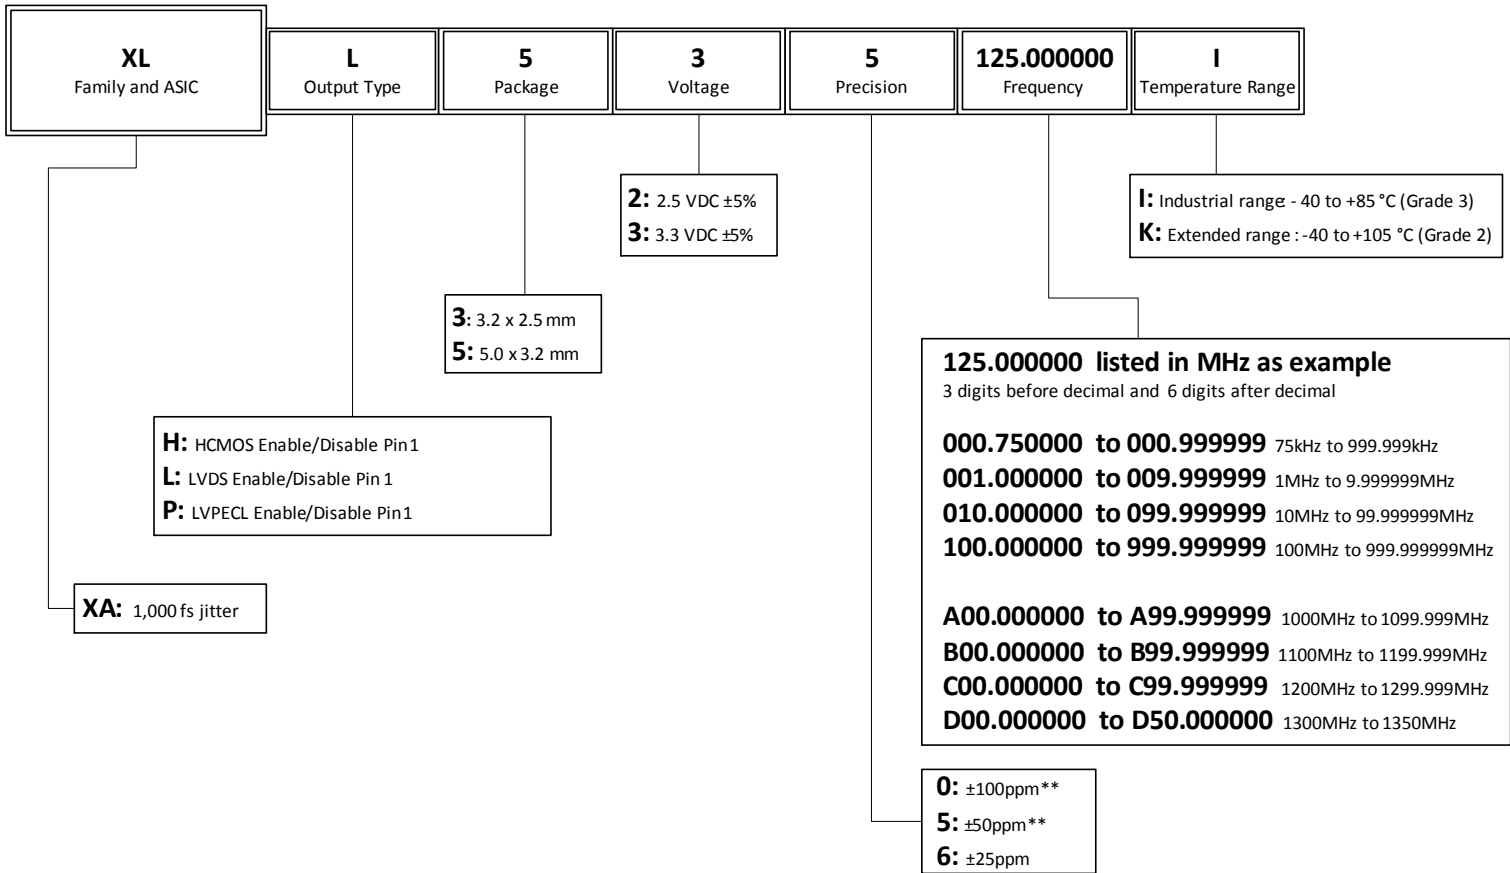 XL
Family and ASIC
L
Output Type
5
Package
3
Voltage
5
Precision
125.000000
Frequency
I
Temperature Range
2: 2.5 VDC ±5%
3: 3.3 VDC ±5%
I: Industrial range: - 40 to +85 °C (Grade 3)
K: Extended range : -40 to +105 °C (Grade 2)
3: 3.2 x 2.5 mm
5: 5.0 x 3.2 mm
125.000000 listed in MHz as example
3 digits before decimal and 6 digits after decimal
000.750000 to 000.999999 75kHz to 999.999kHz
001.000000 to 009.999999 1MHz to 9.999999MHz
010.000000 to 099.999999 10MHz to 99.999999MHz
100.000000 to 999.999999 100MHz to 999.999999MHz
A00.000000 to A99.999999 1000MHz to 1099.999MHz
B00.000000 to B99.999999 1100MHz to 1199.999MHz
C00.000000 to C99.999999 1200MHz to 1299.999MHz
D00.000000 to D50.000000 1300MHz to 1350MHz
H: HCMOS Enable/Disable Pin1
L: LVDS Enable/Disable Pin 1
P: LVPECL Enable/Disable Pin1
XA: 1,000 fs jitter
0: ±100ppm**
5: ±50ppm**
6: ±25ppm